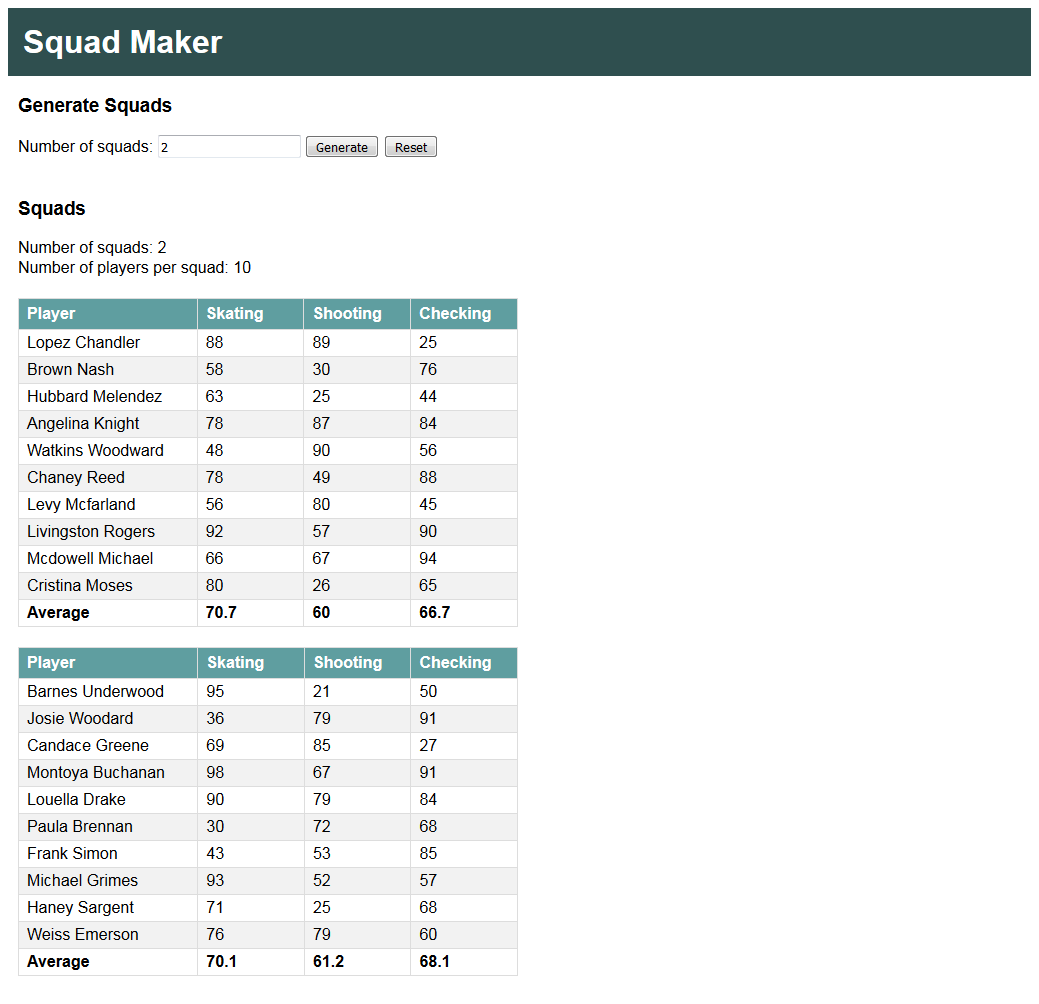 Squad Maker
Generate Squads
Number of squads: 2 Generate Reset
Squads
Number of squads: 2
Number of players per squad: 10
Player Skating Shooting Checking
Lopez Chandler 88 89 25
Brown Nash 58 30 76
Hubbard Melendez 63 25 44
Angelina Knight 78 87 84
Watkins Woodward 48 90 56
Chaney Reed 78 49 88
Levy Mcfarland 56 80 45
Livingston Rogers 92 57 90
Mcdowell Michael 66 67 94
Cristina Moses 80 26 65
Average 70.7 60 66.7
Player Skating Shooting Checking
Barnes Underwood 95 21 50
Josie Woodard 36 79 91
Candace Greene 69 85 27
Montoya Buchanan 98 67 91
Louella Drake 90 79 84
Paula Brennan 30 72 68
Frank Simon 43 53 85
Michael Grimes 93 52 57
Haney Sargent 71 25 68
Weiss Emerson 76 79 60
Average 70.1 61.2 68.1